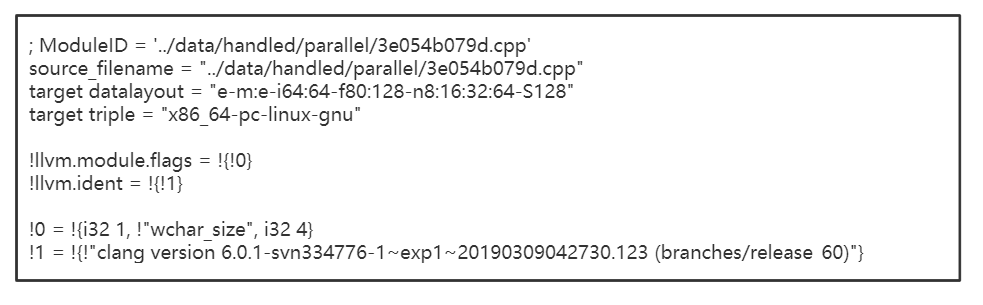 ; ModuleID = '../data/handled/parallel/3e054b079d.cpp'
source_filename = "../data/handled/parallel/3e054b079d.cpp"
target datalayout = "e-m:e-i64:64-f80:128-n8:16:32:64-S128"
target triple = "x86_64-pc-linux-gnu"
!llvm.module.flags = !{!0}
!llvm.ident = !{!1}
!0 = !{i32 1, !"wchar_size", i32 4}
!1 = !{!"clang version 6.0.1-svn334776-1~exp1~20190309042730.123 (branches/release_60)"}